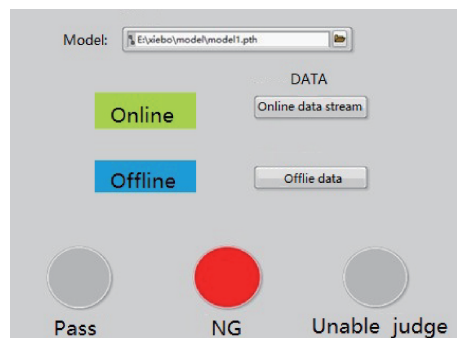 Model: E:\xiebo\model\model1.pth
DATA
Online Online data stream
Offline Offlie data
Pass NG Unable judge